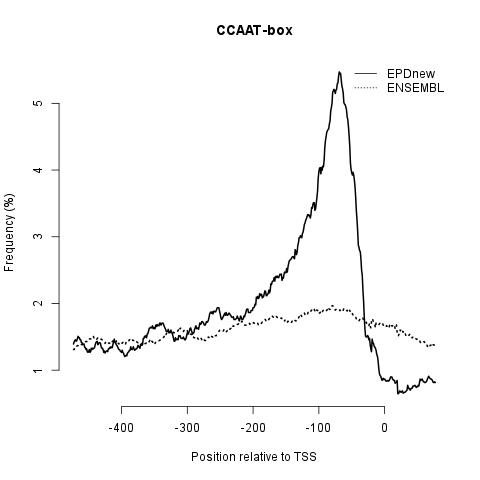 CCAAT-box
EPDnew
ENSEMBL
Frequency (%)
5
4
3
2
1
-400 -300 -200 -100 0
Position relative to TSS